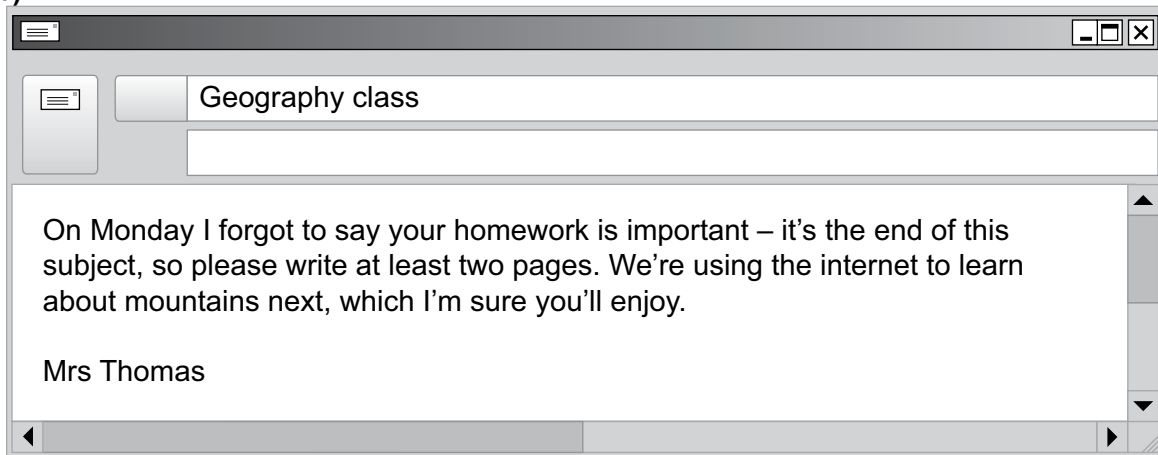 Geography class
On Monday I forgot to say your homework is important – it's the end of this
subject, so please write at least two pages. We're using the internet to learn
about mountains next, which I'm sure you'll enjoy.
Mrs Thomas